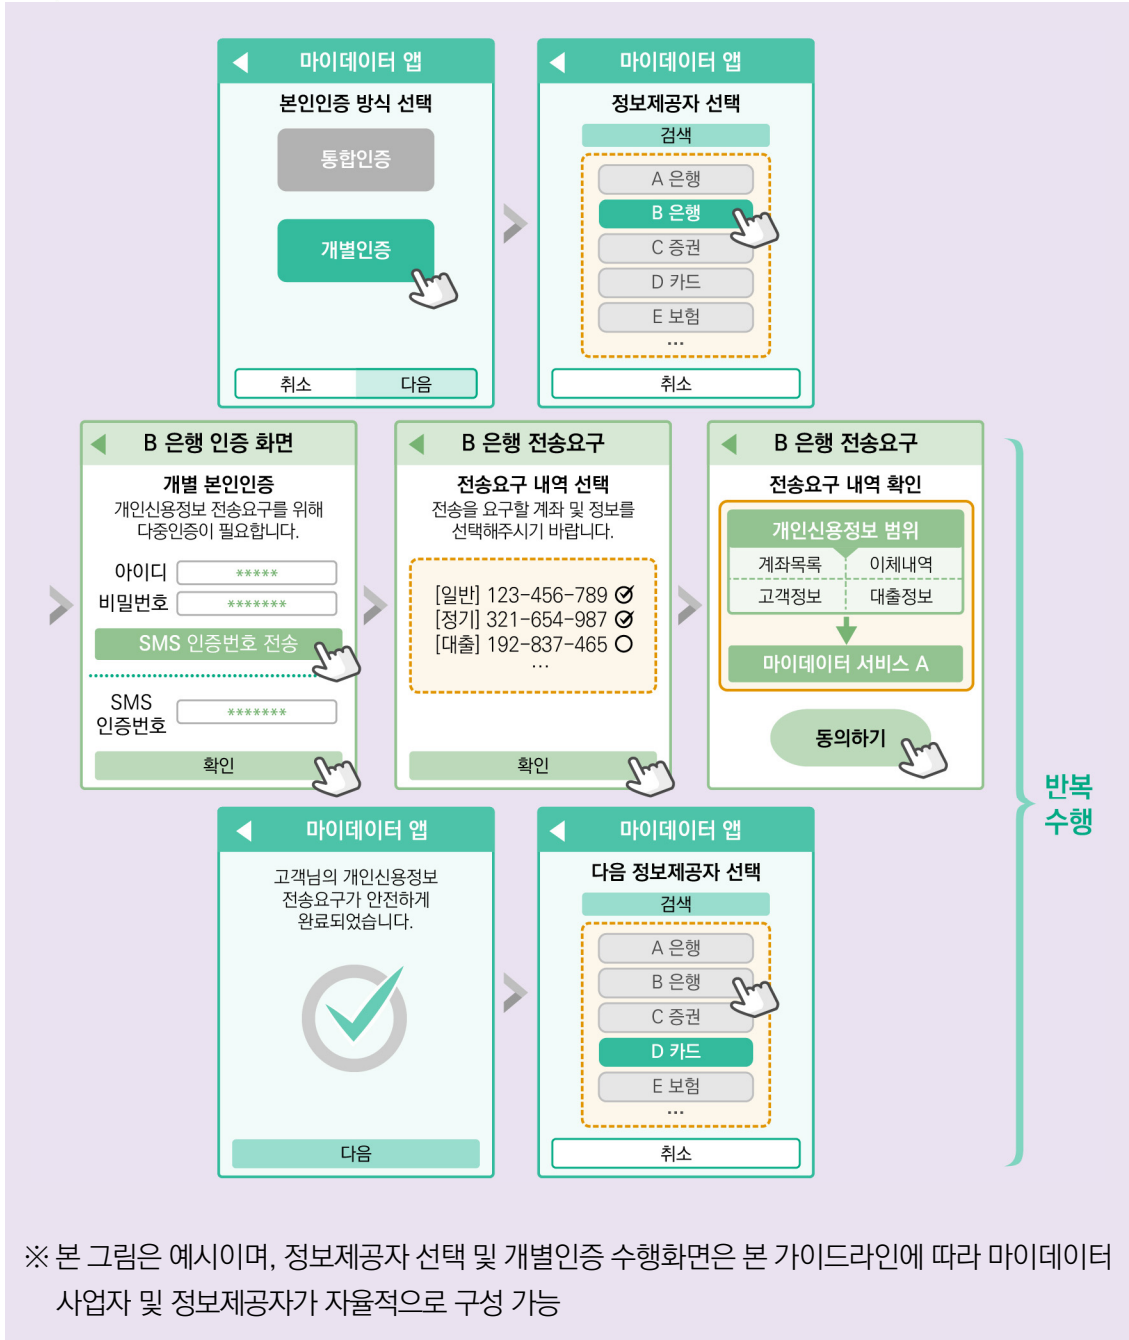 마이데이터 앱
본인인증 방식 선택
통합인증
개별인증
취소
다음
마이데이터 앱
정보제공자 선택
검색
A 은행
B 은행
C 증권
D 카드
E 보험
...
취소
B 은행 인증 화면
개별 본인인증
개인신용정보 전송요구를 위해
다중인증이 필요합니다.
아이디 *****
비밀번호 *******
SMS 인증번호 전송
SMS
인증번호 *******
확인
B 은행 전송요구
전송요구 내역 선택
전송을 요구할 계좌 및 정보를
선택해주시기 바랍니다.
[일반] 123-456-789
[정기] 321-654-987
[대출] 192-837-465
...
확인
B 은행 전송요구
전송요구 내역 확인
개인신용정보 범위
계좌목록 이체내역
고객정보 대출정보
마이데이터 서비스 A
동의하기
반복
수행
마이데이터 앱
고객님의 개인신용정보
전송요구가 안전하게
완료되었습니다.
다음
마이데이터 앱
다음 정보제공자 선택
검색
A 은행
B 은행
C 증권
D 카드
E 보험
...
취소
※ 본 그림은 예시이며, 정보제공자 선택 및 개별인증 수행화면은 본 가이드라인에 따라 마이데이터
사업자 및 정보제공자가 자율적으로 구성 가능